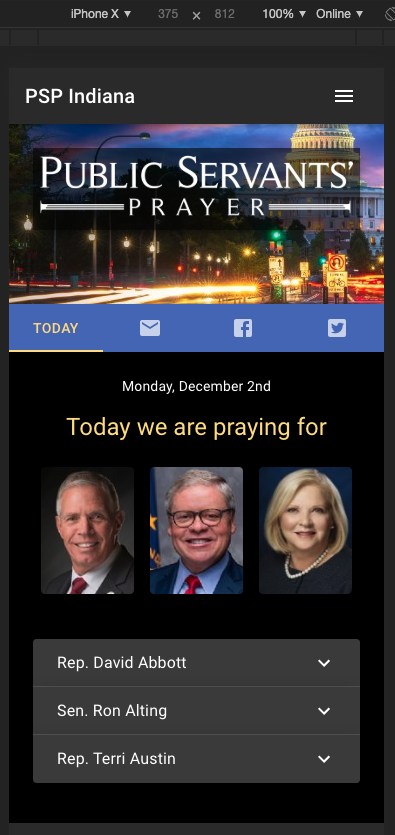 iPhone X ▼ 375 × 812 100% ▼ Online ▼
PSP Indiana
PUBLIC SERVANTS'
PRAYER
TODAY
Monday, December 2nd
Today we are praying for
Rep. David Abbott
Sen. Ron Alting
Rep. Terri Austin